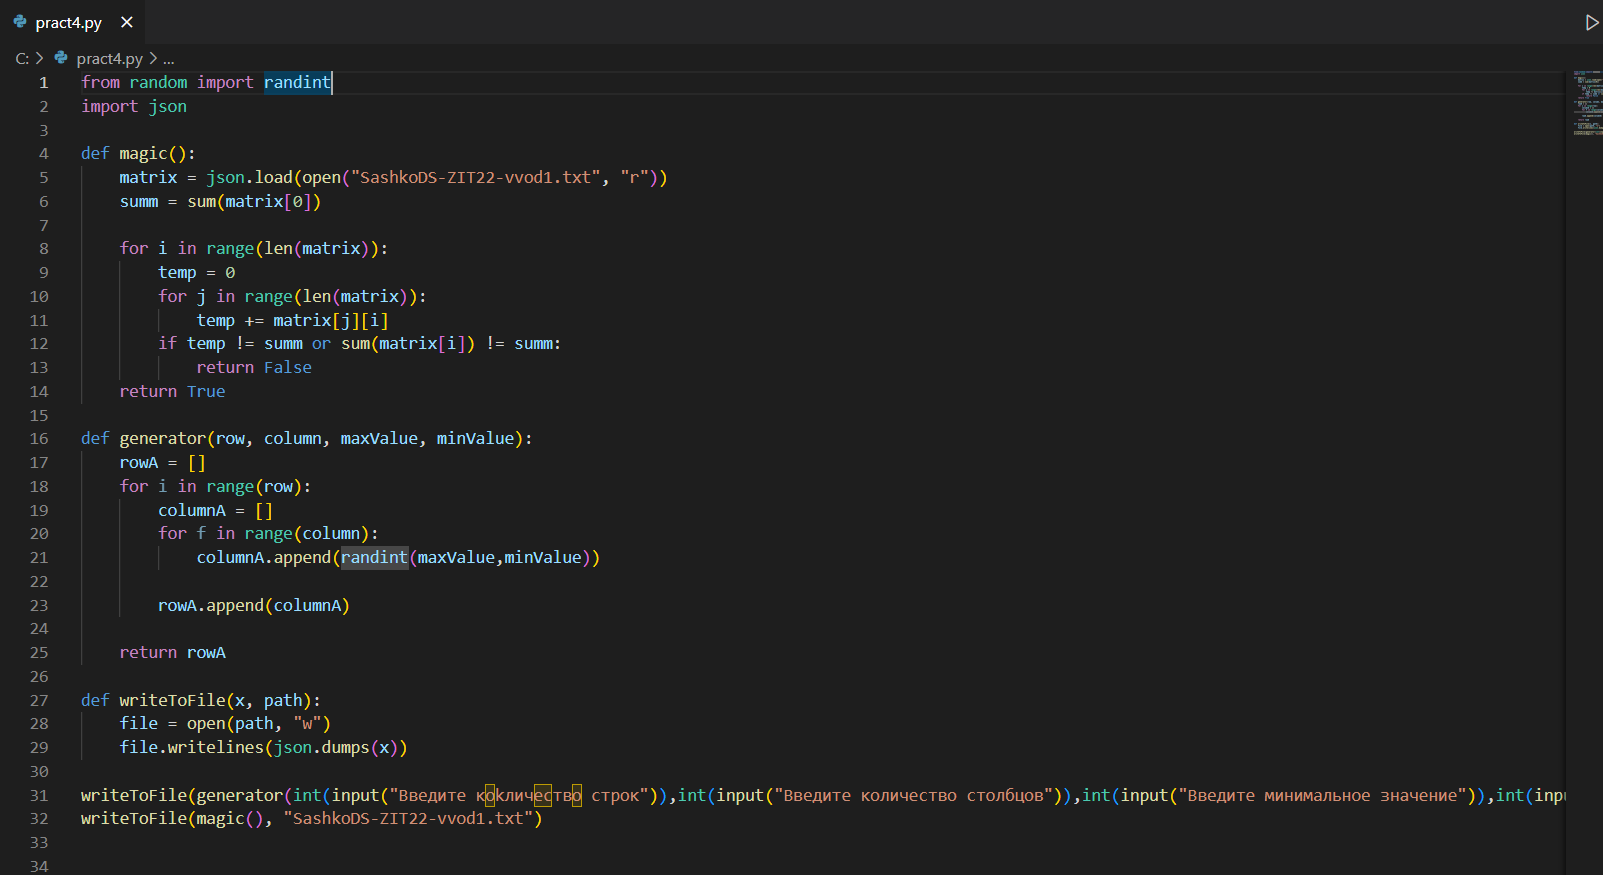 pract4.py
C: > pract4.py > ...
1 from random import randint
2 import json
3
4 def magic():
5     matrix = json.load(open("SashkoDS-ZIT22-vvod1.txt", "r"))
6     summ = sum(matrix[0])
7
8     for i in range(len(matrix)):
9         temp = 0
10         for j in range(len(matrix)):
11             temp += matrix[j][i]
12         if temp != summ or sum(matrix[i]) != summ:
13             return False
14     return True
15
16 def generator(row, column, maxValue, minValue):
17     rowA = []
18     for i in range(row):
19         columnA = []
20         for f in range(column):
21             columnA.append(randint(maxValue,minValue))
22
23         rowA.append(columnA)
24
25     return rowA
26
27 def writeToFile(x, path):
28     file = open(path, "w")
29     file.writelines(json.dumps(x))
30
31 writeToFile(generator(int(input("Введите кокличество строк")),int(input("Введите количество столбцов")),int(input("Введите минимальное значение")),int(inpu
32 writeToFile(magic(), "SashkoDS-ZIT22-vvod1.txt")
33
34